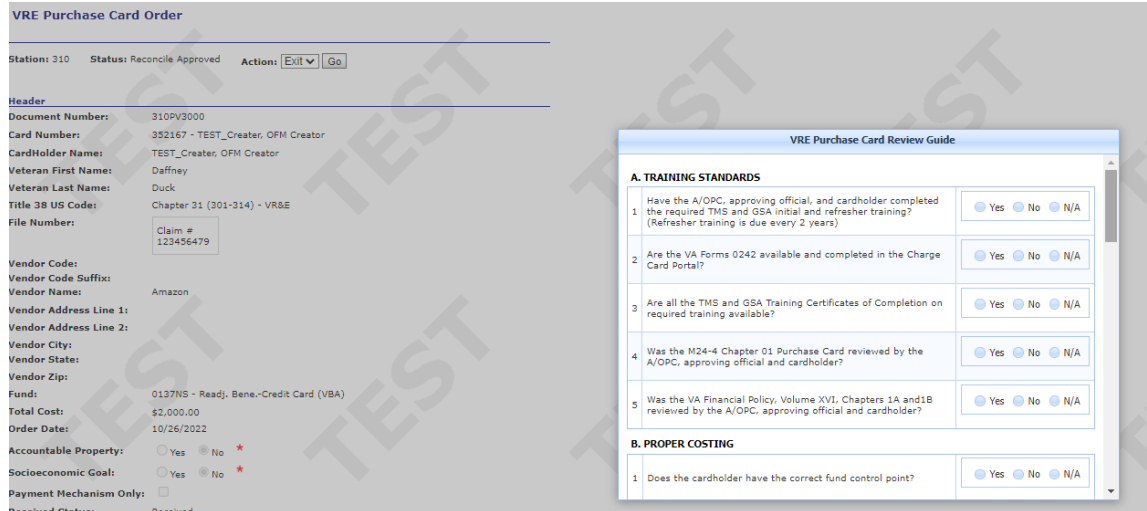 VRE Purchase Card Order
Station: 310 Status: Reconcile Approved Action: Exit Go
Header
Document Number: 310PV3000
Card Number: 352167 - TEST_Creater, OFM Creator
CardHolder Name: TEST_Creater, OFM Creator
Veteran First Name: Daffney
Veteran Last Name: Duck
Title 38 US Code: Chapter 31 (301-314) - VR&E
File Number:
Claim #
123456479
Vendor Code:
Vendor Code Suffix:
Vendor Name: Amazon
Vendor Address Line 1:
Vendor Address Line 2:
Vendor City:
Vendor State:
Vendor Zip:
Fund: 0137NS - Readj. Bene.-Credit Card (VBA)
Total Cost: $2,000.00
Order Date: 10/26/2022
Accountable Property: Yes No *
Socioeconomic Goal: Yes No *
Payment Mechanism Only:
Received Status: Received
VRE Purchase Card Review Guide
A. TRAINING STANDARDS
1 Have the A/OPC, approving official, and cardholder completed
the required TMS and GSA initial and refresher training?
(Refresher training is due every 2 years)
Yes No N/A
2 Are the VA Forms 0242 available and completed in the Charge
Card Portal?
Yes No N/A
3 Are all the TMS and GSA Training Certificates of Completion on
required training available?
Yes No N/A
4 Was the M24-4 Chapter 01 Purchase Card reviewed by the
A/OPC, approving official and cardholder?
Yes No N/A
5 Was the VA Financial Policy, Volume XVI, Chapters 1A and1B
reviewed by the A/OPC, approving official and cardholder?
Yes No N/A
B. PROPER COSTING
1 Does the cardholder have the correct fund control point?
Yes No N/A
TEST
TEST
TEST
TEST
TEST
TEST